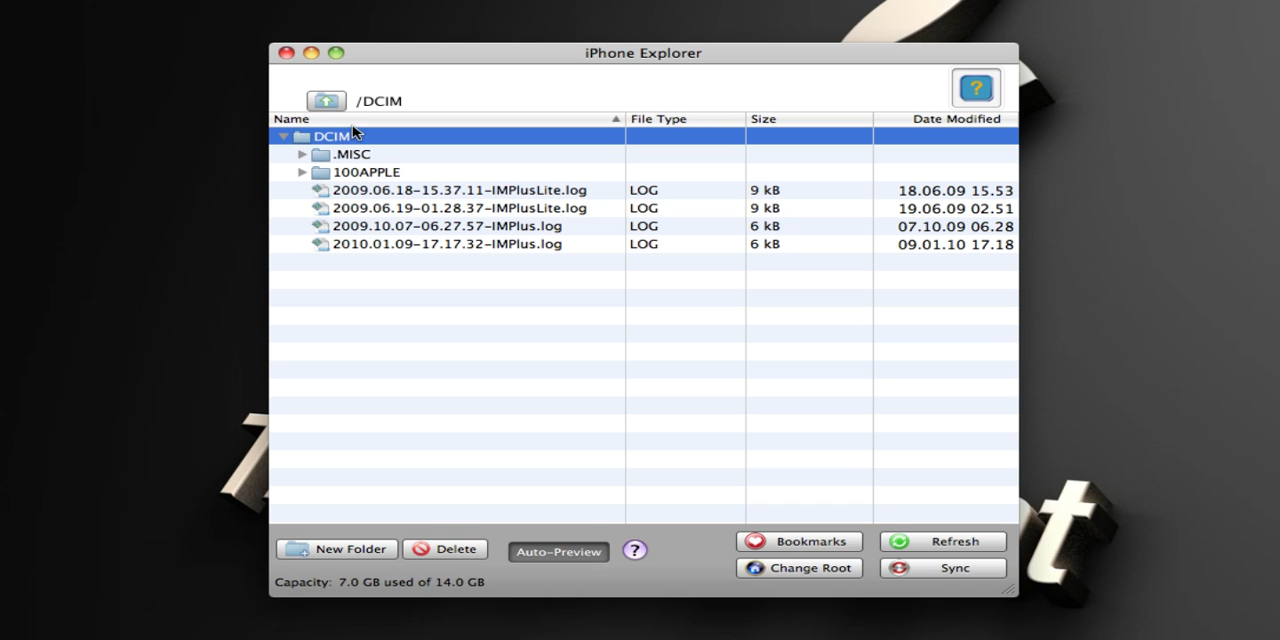 iPhone Explorer
?
/DCIM
Name File Type Size Date Modified
DCIM
.MISC
100APPLE
2009.06.18-15.37.11-IMPlusLite.log LOG 9 kB 18.06.09 15.53
2009.06.19-01.28.37-IMPlusLite.log LOG 9 kB 19.06.09 02.51
2009.10.07-06.27.57-IMPlus.log LOG 6 kB 07.10.09 06.28
2010.01.09-17.17.32-IMPlus.log LOG 6 kB 09.01.10 17.18
New Folder Delete Auto-Preview ? Bookmarks Refresh
Change Root Sync
Capacity: 7.0 GB used of 14.0 GB
t